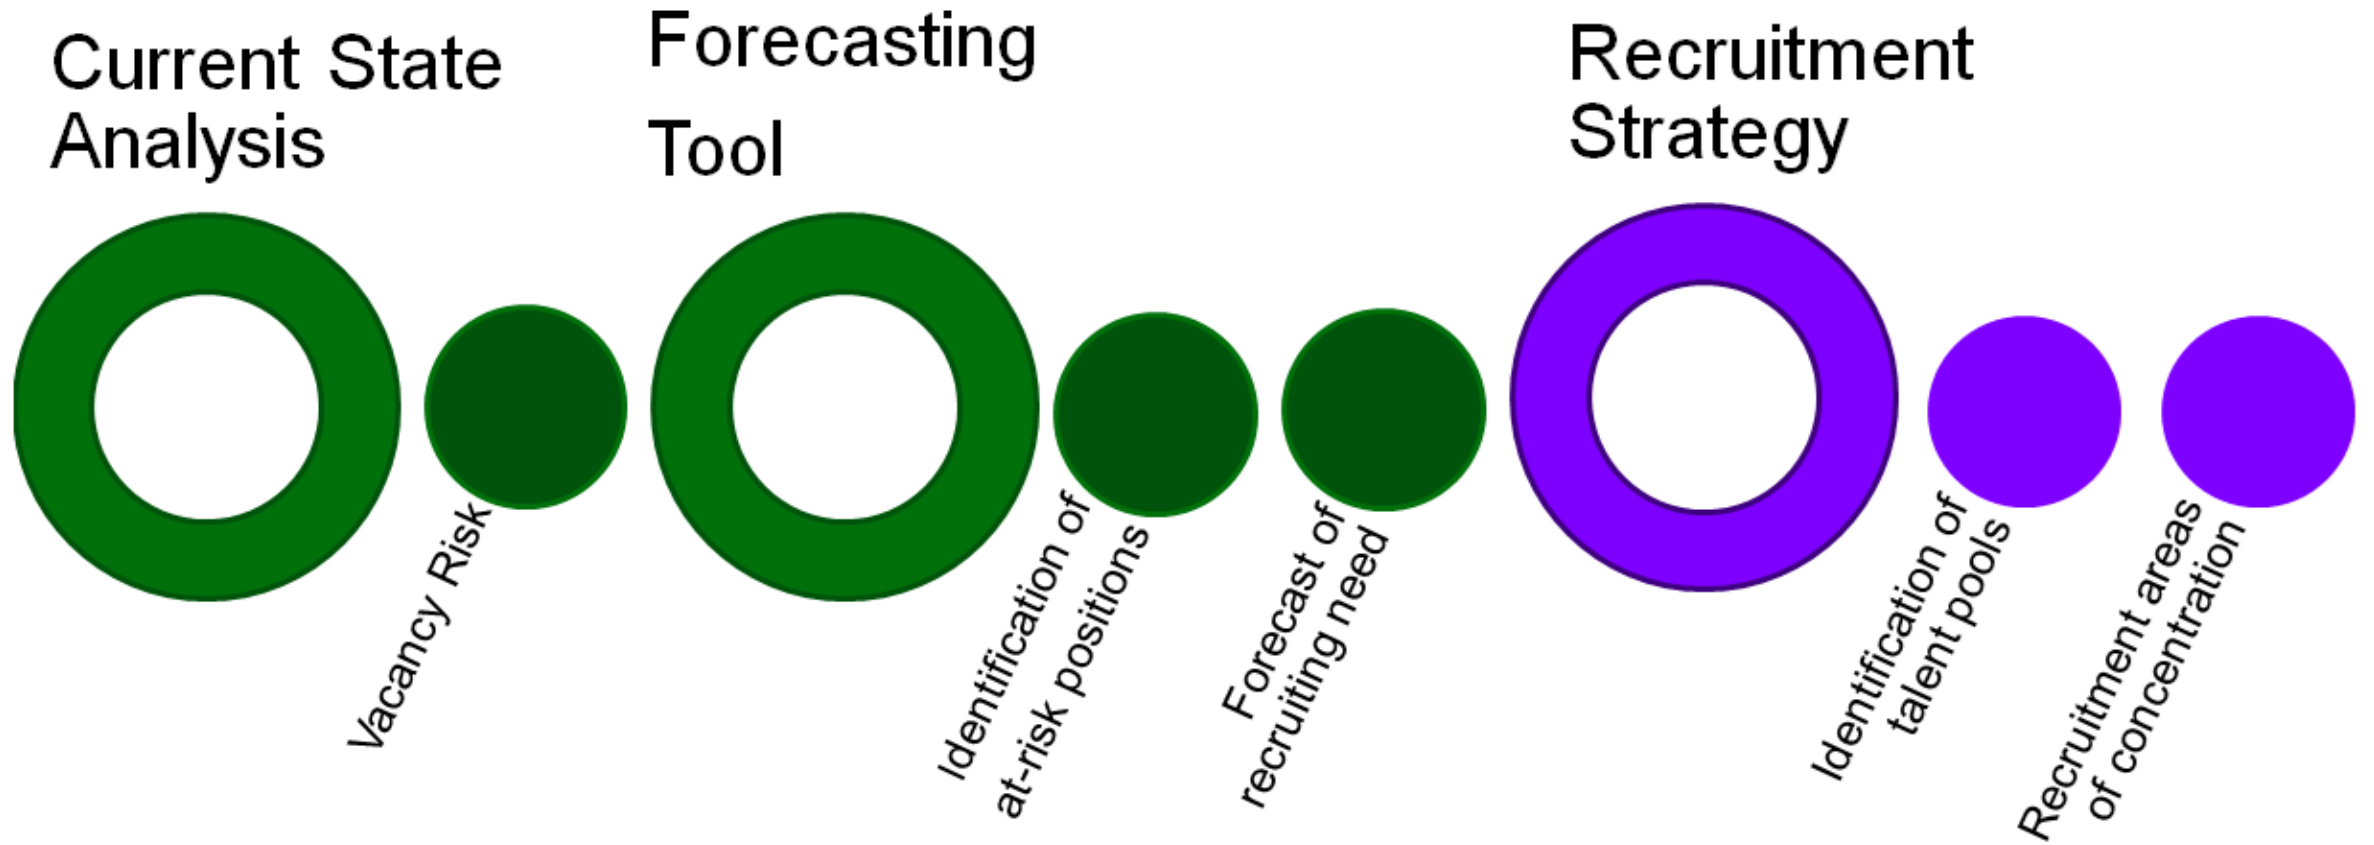 Current State
Analysis
Forecasting
Tool
Recruitment
Strategy
Vacancy Risk
Identification of
at-risk positions
Forecast of
recruiting need
Identification of
talent pools
Recruitment areas
of concentration